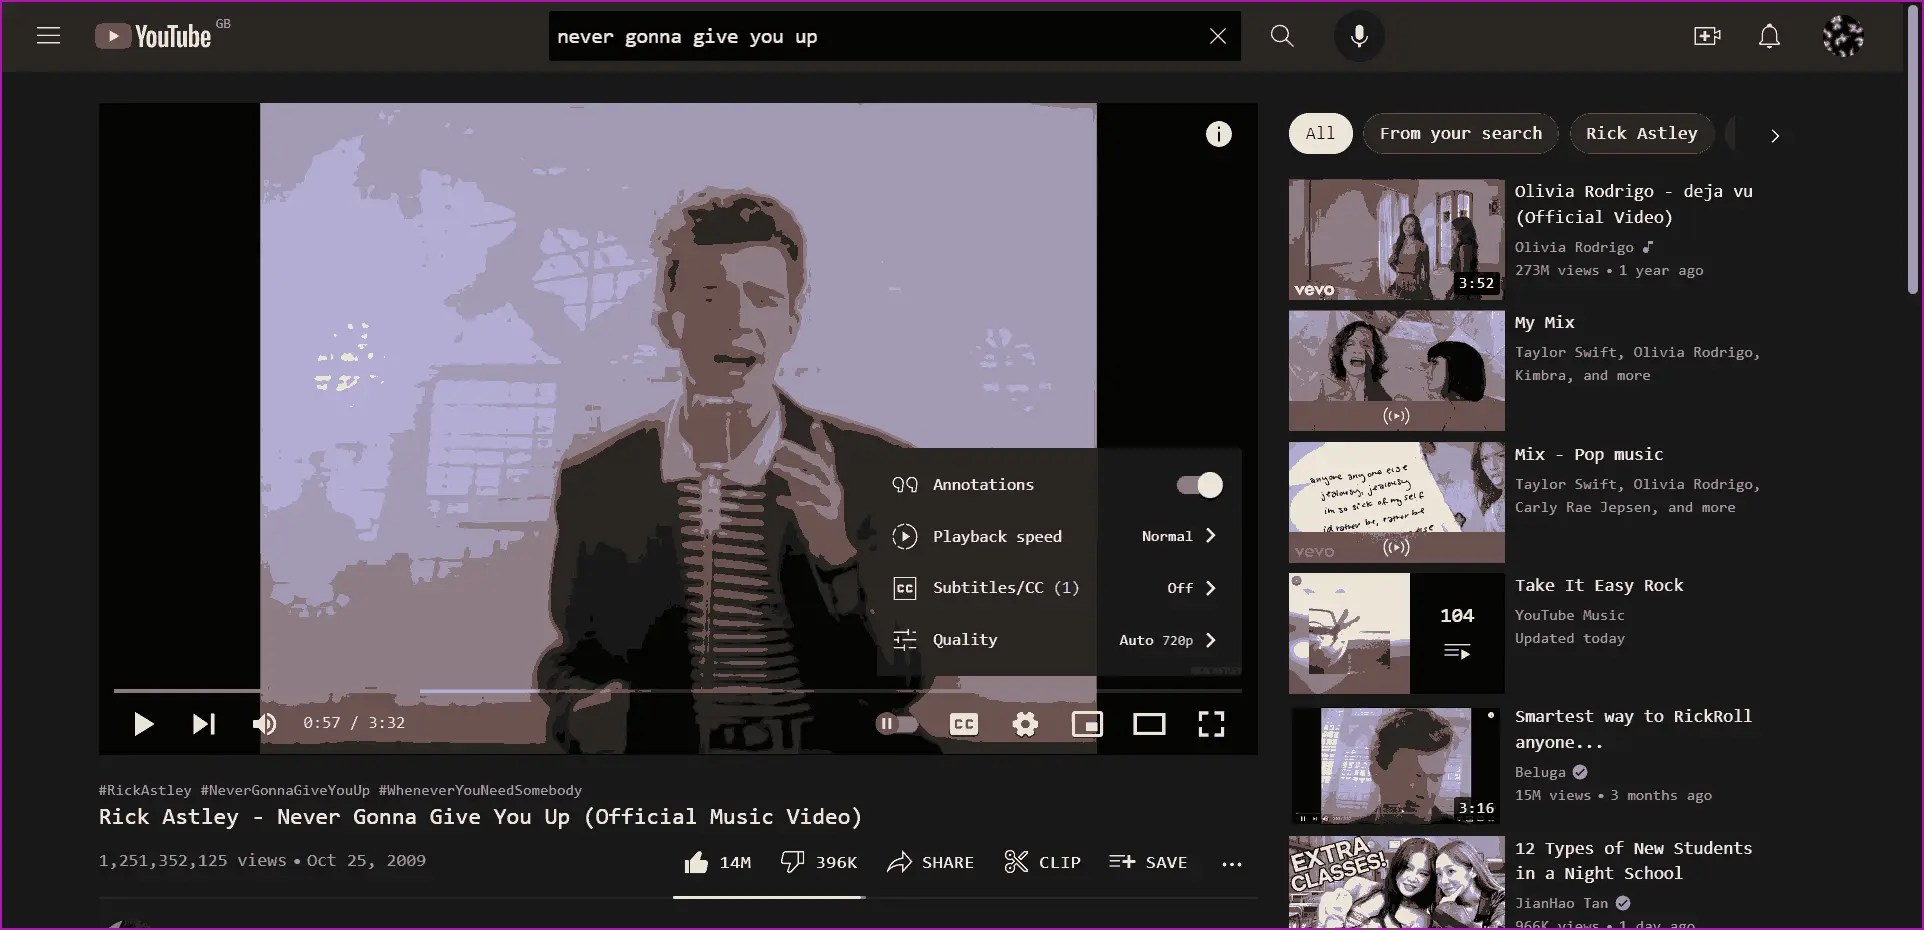 YouTube GB
never gonna give you up
All
From your search
Rick Astley
Olivia Rodrigo - deja vu
(Official Video)
Olivia Rodrigo
273M views • 1 year ago
vevo
3:52
My Mix
Taylor Swift, Olivia Rodrigo,
Kimbra, and more
Mix - Pop music
Taylor Swift, Olivia Rodrigo,
Carly Rae Jepsen, and more
anyone anyone else
jealousy, jealousy
im so sick of myself
id rather be, rather be
vevo
Take It Easy Rock
YouTube Music
Updated today
104
Smartest way to RickRoll
anyone...
Beluga
15M views • 3 months ago
3:16
12 Types of New Students
in a Night School
JianHao Tan
966K views • 1 day ago
EXTRA
CLASSES!
Annotations
Playback speed
Normal
Subtitles/CC (1)
Off
Quality
Auto 720p
0:57 / 3:32
CC
#RickAstley #NeverGonnaGiveYouUp #WheneverYouNeedSomebody
Rick Astley - Never Gonna Give You Up (Official Music Video)
1,251,352,125 views • Oct 25, 2009
14M
396K
SHARE
CLIP
SAVE